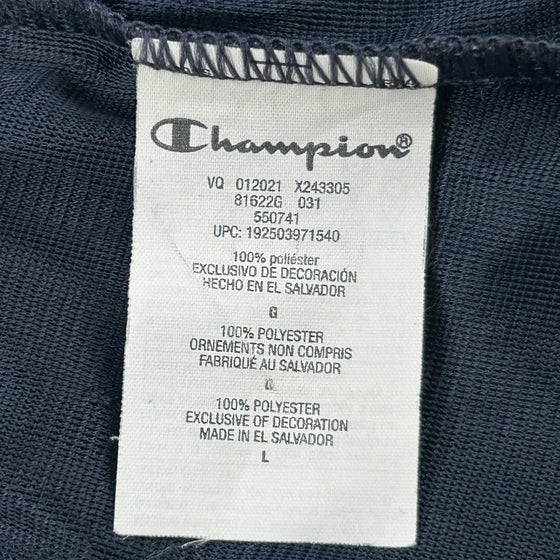 Champion®
VQ 012021 X243305
81622G 031
550741
UPC: 192503971540
100% poliéster
EXCLUSIVO DE DECORACIÓN
HECHO EN EL SALVADOR
G
100% POLYESTER
ORNEMENTS NON COMPRIS
FABRIQUÉ AU SALVADOR
G
100% POLYESTER
EXCLUSIVE OF DECORATION
MADE IN EL SALVADOR
L